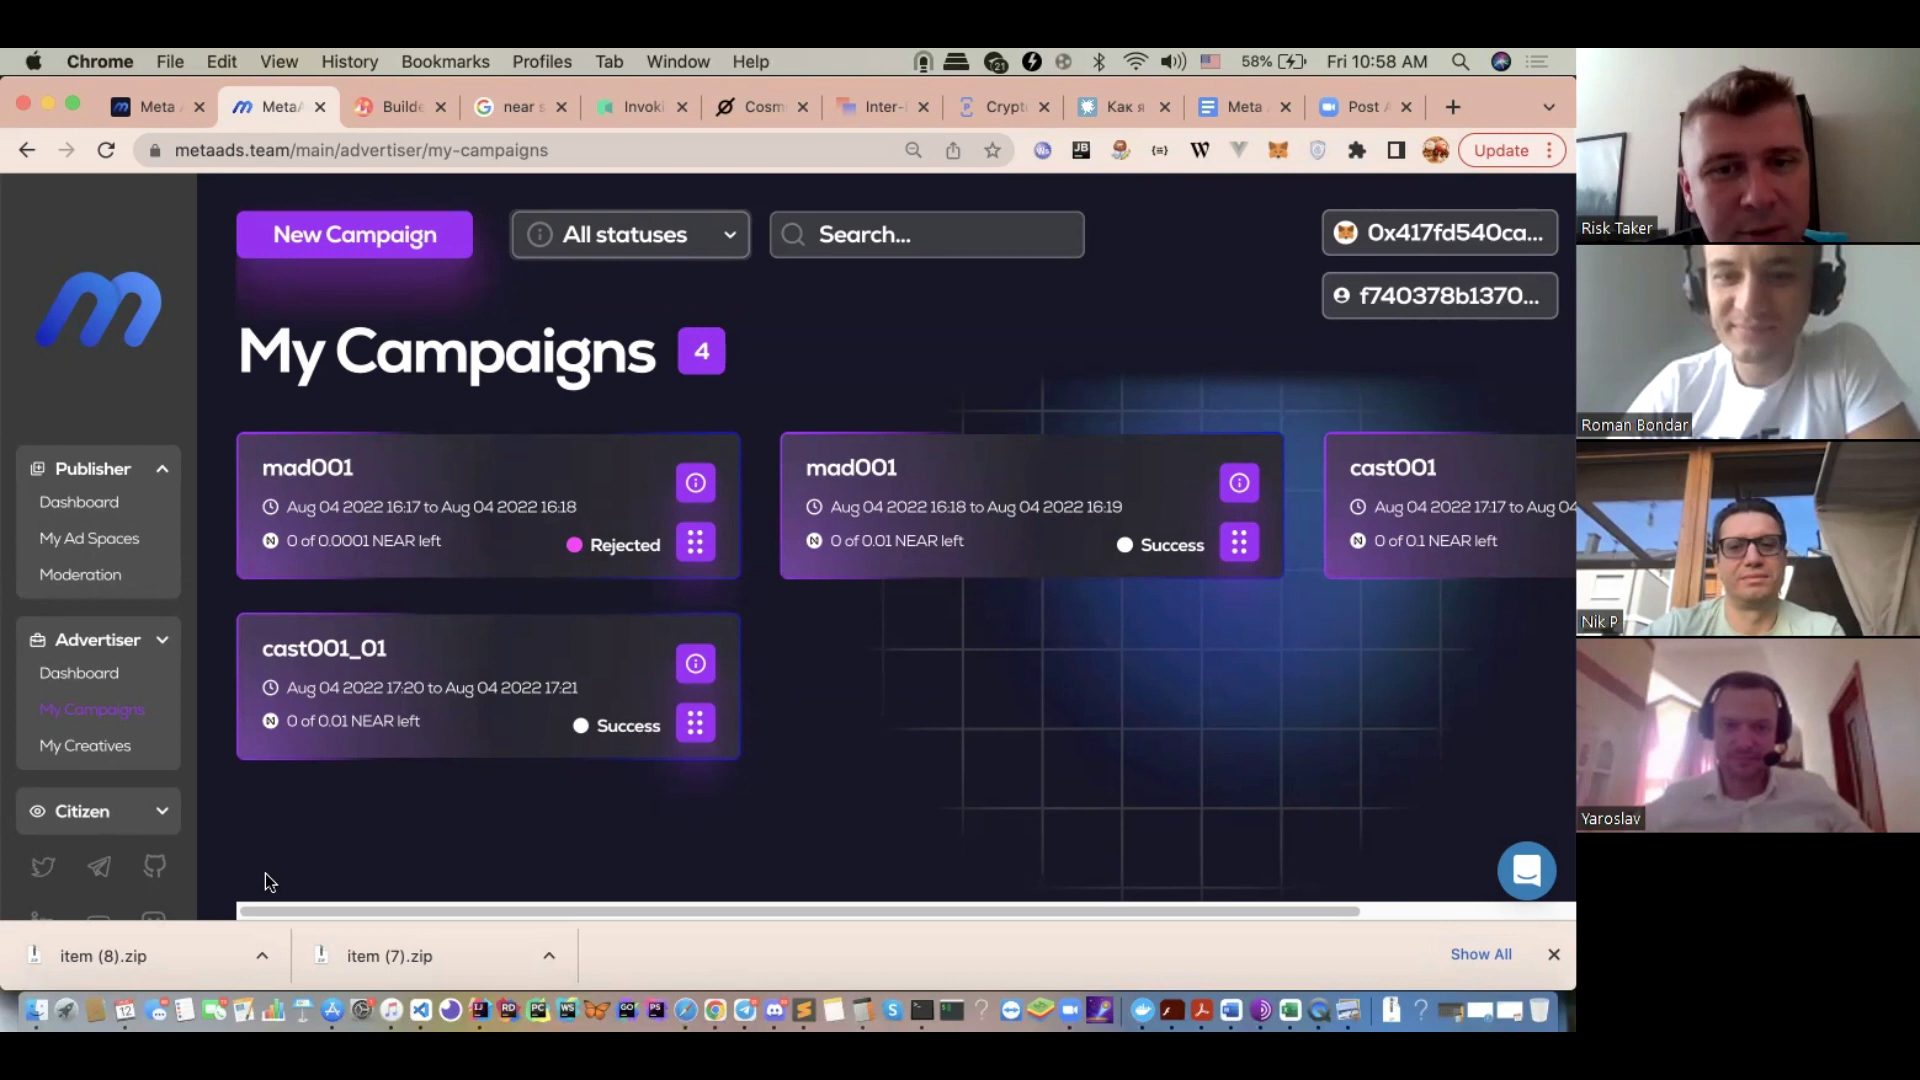 Chrome File Edit View History Bookmarks Profiles Tab Window Help 21 58% Fri 10:58 AM
Meta MetaA Builde near s Invoki Cosm Inter- Crypt Как я Meta Post A
metaads.team/main/advertiser/my-campaigns Update
New Campaign All statuses Search... 0x417fd540ca...
f740378b1370...
My Campaigns 4
Publisher
Dashboard
My Ad Spaces
Moderation
Advertiser
Dashboard
My Campaigns
My Creatives
Citizen
mad001
Aug 04 2022 16:17 to Aug 04 2022 16:18
0 of 0.0001 NEAR left
Rejected
mad001
Aug 04 2022 16:18 to Aug 04 2022 16:19
0 of 0.01 NEAR left
Success
cast001
Aug 04 2022 17:17 to Aug 04
0 of 0.1 NEAR left
cast001_01
Aug 04 2022 17:20 to Aug 04 2022 17:21
0 of 0.01 NEAR left
Success
item (8).zip item (7).zip Show All
Risk Taker
Roman Bondar
Nik P
Yaroslav